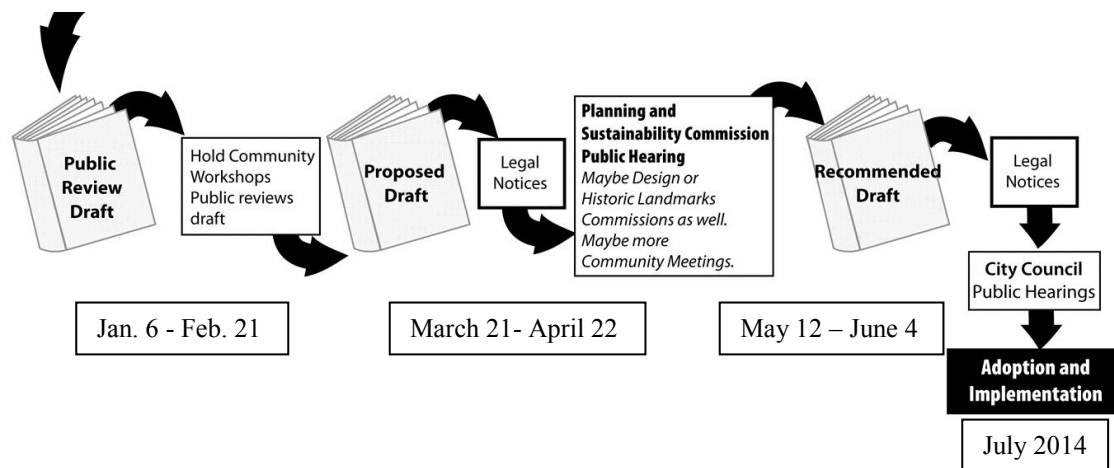 Public
Review
Draft
Hold Community
Workshops
Public reviews
draft
Proposed
Draft
Legal
Notices
Planning and
Sustainability Commission
Public Hearing
Maybe Design or
Historic Landmarks
Commissions as well.
Maybe more
Community Meetings.
Recommended
Draft
Legal
Notices
City Council
Public Hearings
Adoption and
Implementation
Jan. 6 - Feb. 21
March 21- April 22
May 12 – June 4
July 2014